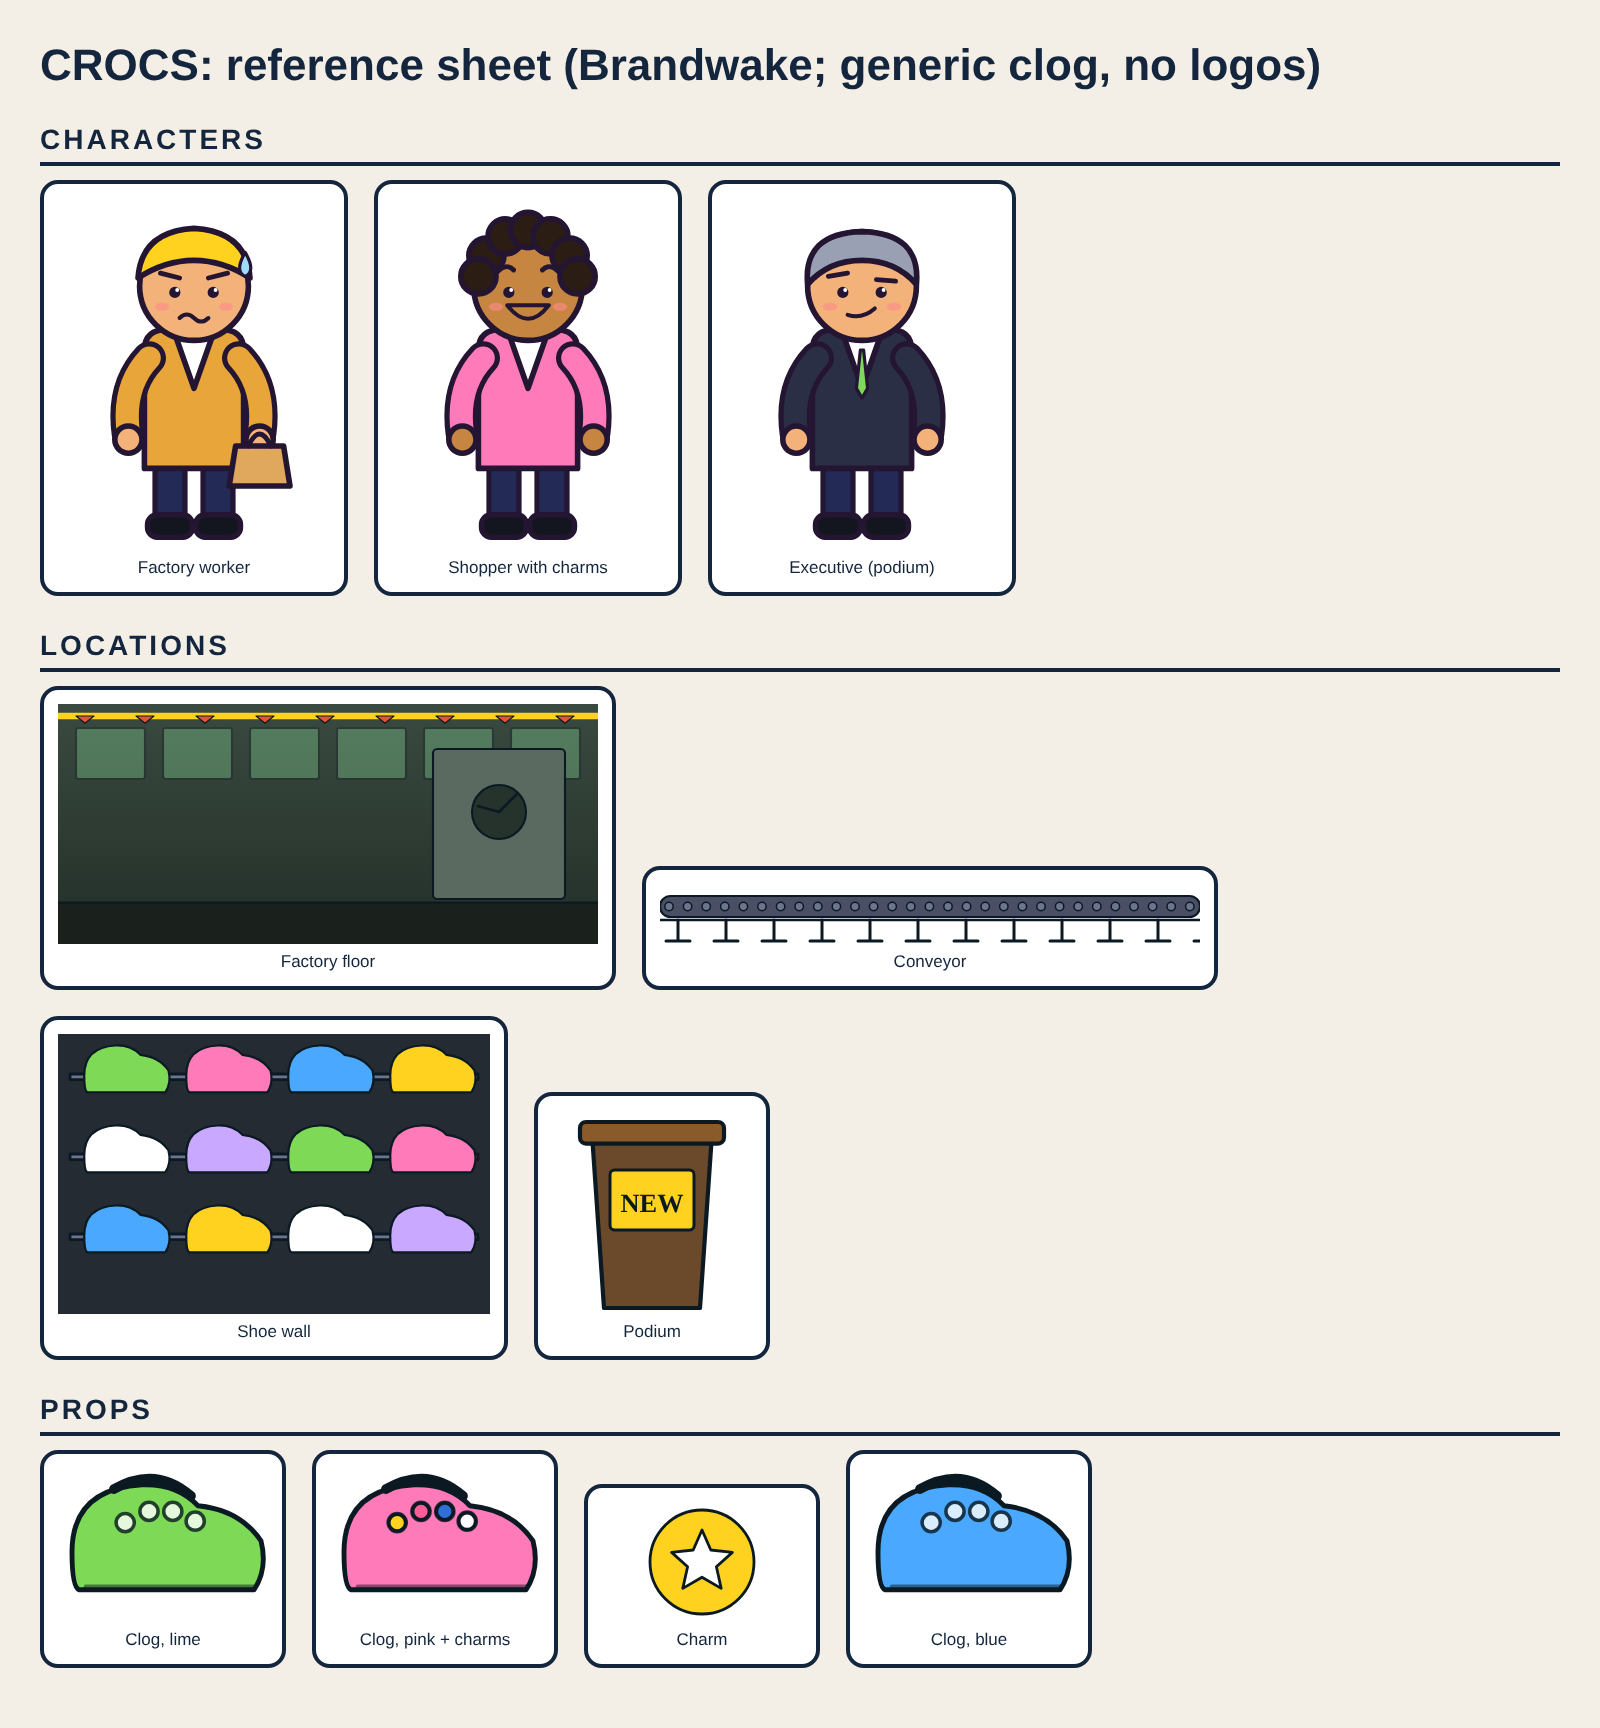 CROCS: reference sheet (Brandwake; generic clog, no logos)
CHARACTERS
Factory worker
Shopper with charms
Executive (podium)
LOCATIONS
Factory floor
Conveyor
NEW
Shoe wall
Podium
PROPS
Clog, lime
Clog, pink + charms
Charm
Clog, blue